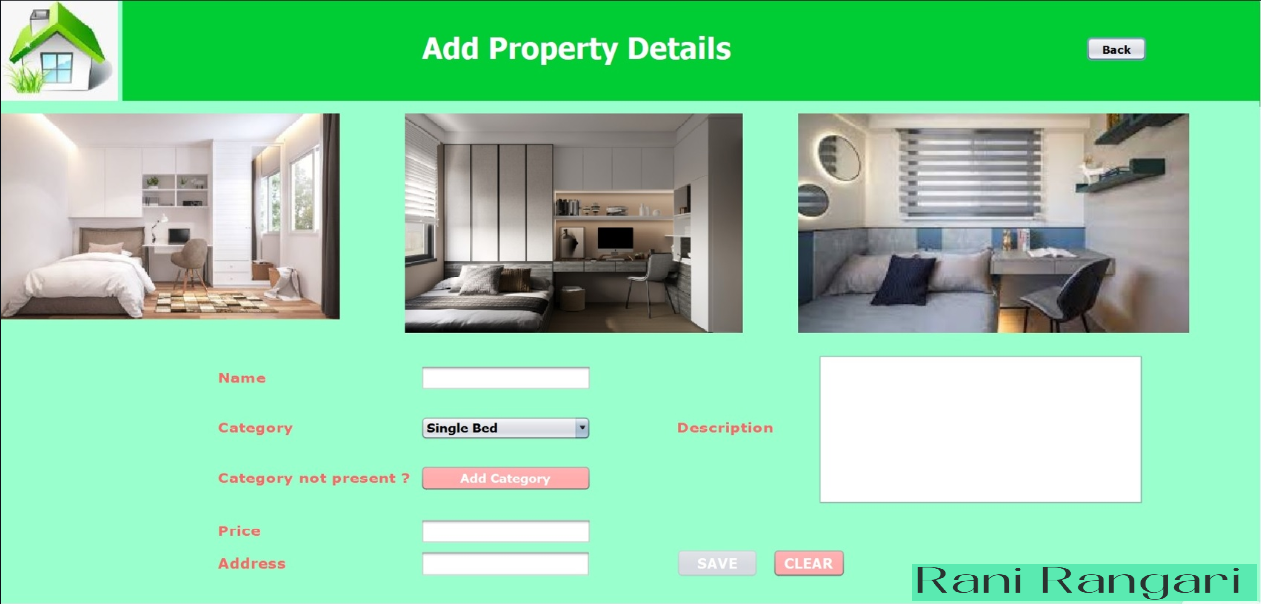 Add Property Details
Back
Name
Category
Single Bed
Description
Category not present ?
Add Category
Price
Address
SAVE
CLEAR
Rani Rangari